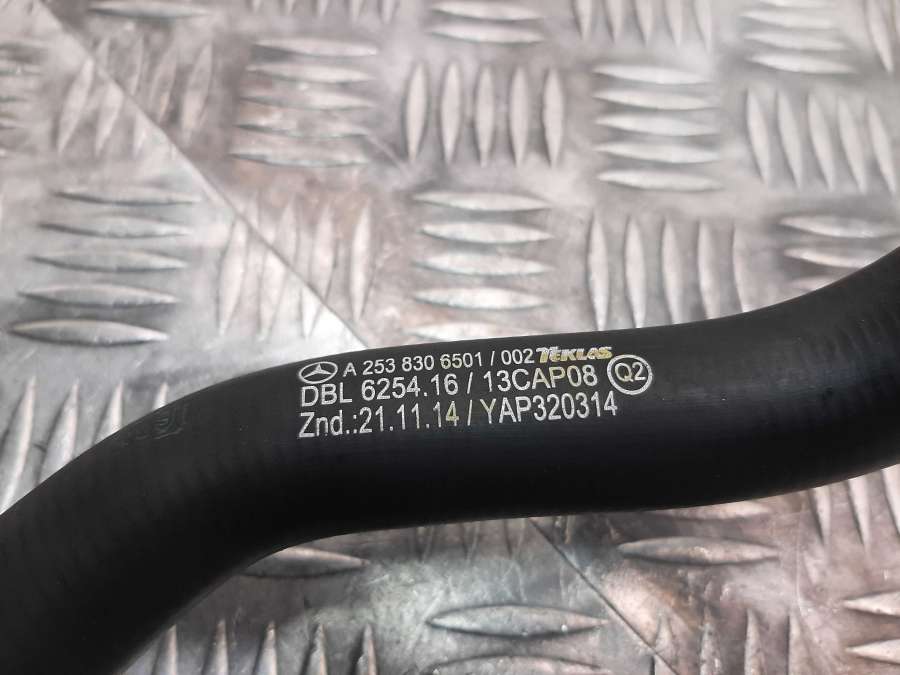 A 253 830 6501 / 002 TEKLAS
DBL 6254.16 / 13CAP08 Q2
Znd.:21.11.14 / YAP320314